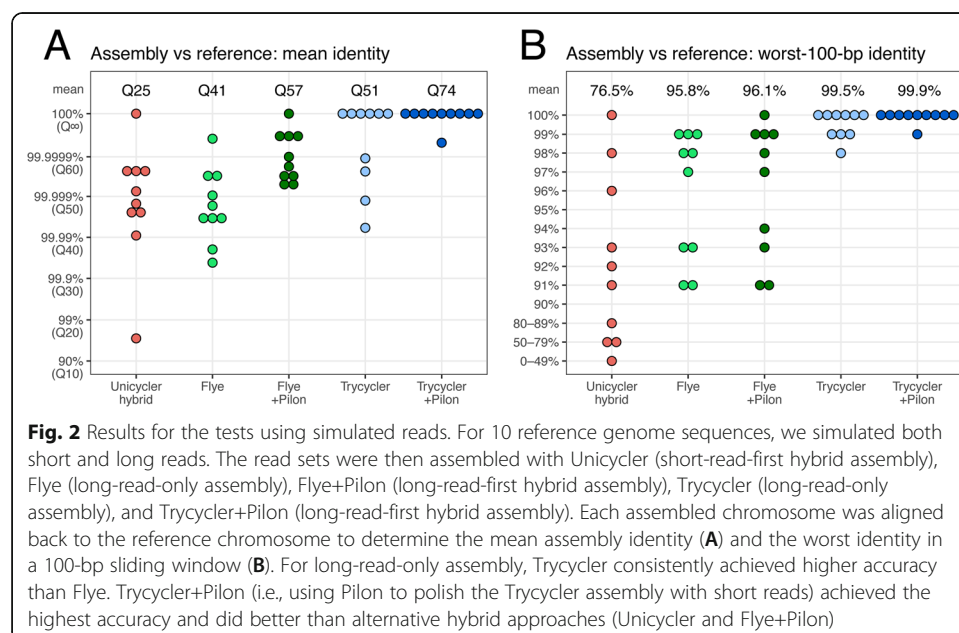 A Assembly vs reference: mean identity
mean Q25 Q41 Q57 Q51 Q74
100%
(Q∞)
99.9999%
(Q60)
99.999%
(Q50)
99.99%
(Q40)
99.9%
(Q30)
99%
(Q20)
90%
(Q10)
Unicycler
hybrid
Flye
Flye
+Pilon
Trycycler
Trycycler
+Pilon
B Assembly vs reference: worst-100-bp identity
mean 76.5% 95.8% 96.1% 99.5% 99.9%
100%
99%
98%
97%
96%
95%
94%
93%
92%
91%
90%
80–89%
50–79%
0–49%
Unicycler
hybrid
Flye
Flye
+Pilon
Trycycler
Trycycler
+Pilon
Fig. 2 Results for the tests using simulated reads. For 10 reference genome sequences, we simulated both
short and long reads. The read sets were then assembled with Unicycler (short-read-first hybrid assembly),
Flye (long-read-only assembly), Flye+Pilon (long-read-first hybrid assembly), Trycycler (long-read-only
assembly), and Trycycler+Pilon (long-read-first hybrid assembly). Each assembled chromosome was aligned
back to the reference chromosome to determine the mean assembly identity (A) and the worst identity in
a 100-bp sliding window (B). For long-read-only assembly, Trycycler consistently achieved higher accuracy
than Flye. Trycycler+Pilon (i.e., using Pilon to polish the Trycycler assembly with short reads) achieved the
highest accuracy and did better than alternative hybrid approaches (Unicycler and Flye+Pilon)